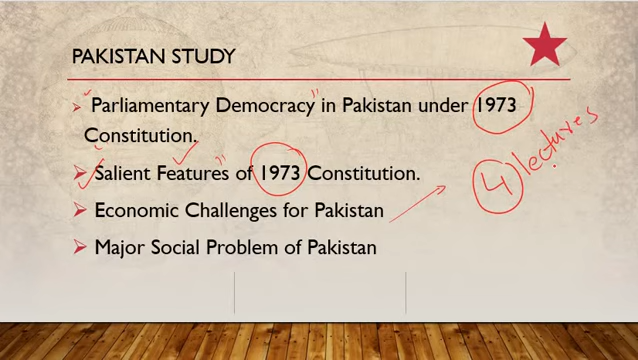 PAKISTAN STUDY
Parliamentary Democracy" in Pakistan under 1973
Constitution.
Salient Features" of 1973 Constitution.
Economic Challenges for Pakistan
Major Social Problem of Pakistan
4 lectures